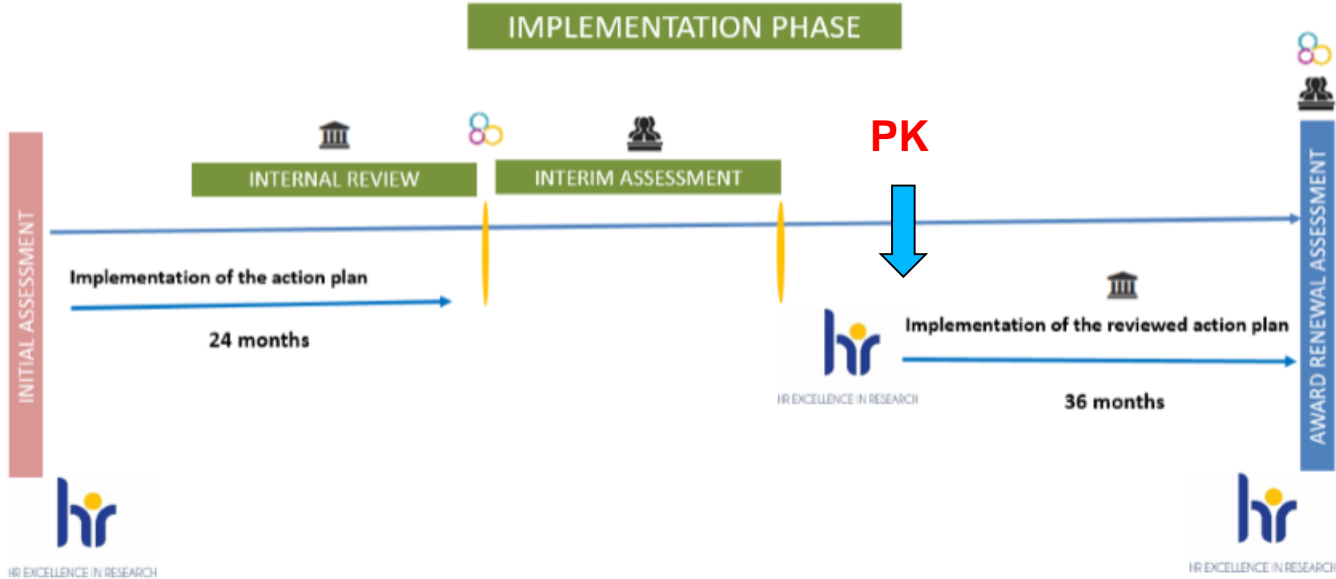 IMPLEMENTATION PHASE
INTERNAL REVIEW
INTERIM ASSESSMENT
PK
INITIAL ASSESSMENT
Implementation of the action plan
24 months
hr
HR EXCELLENCE IN RESEARCH
Implementation of the reviewed action plan
36 months
AWARD RENEWAL ASSESSMENT
hr
HR EXCELLENCE IN RESEARCH
hr
HR EXCELLENCE IN RESEARCH